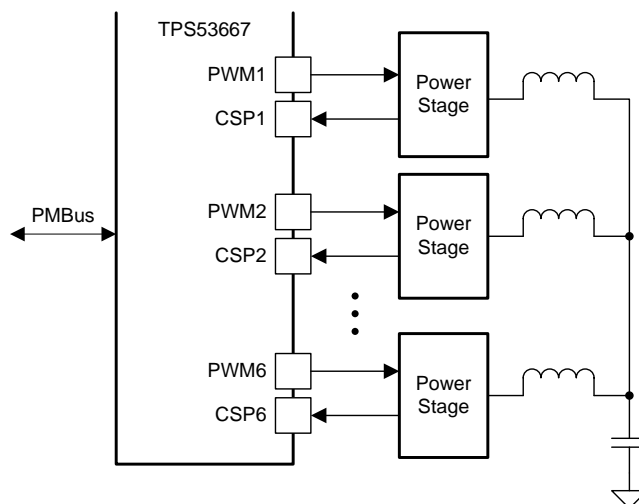 TPS53667
PWM1
CSP1
Power
Stage
PMBus
PWM2
CSP2
Power
Stage
PWM6
CSP6
Power
Stage